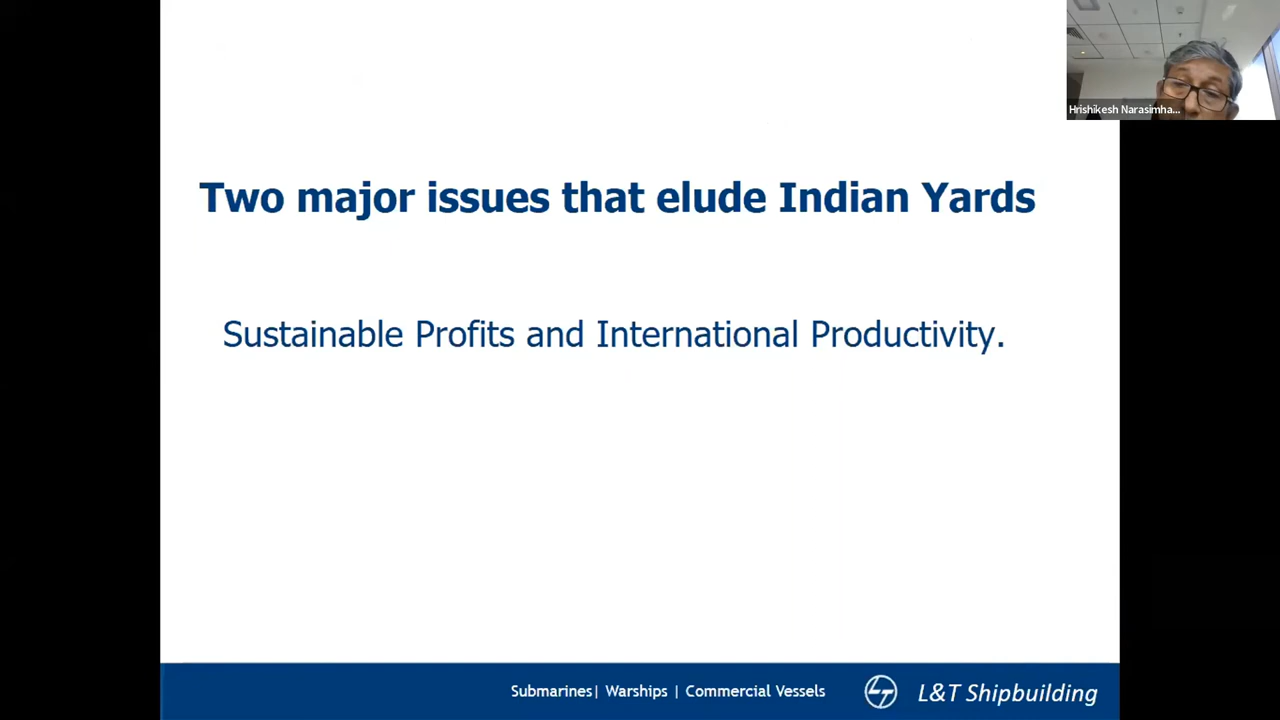 Hrishikesh Narasimha...
Two major issues that elude Indian Yards
Sustainable Profits and International Productivity.
Submarines| Warships | Commercial Vessels
L&T Shipbuilding